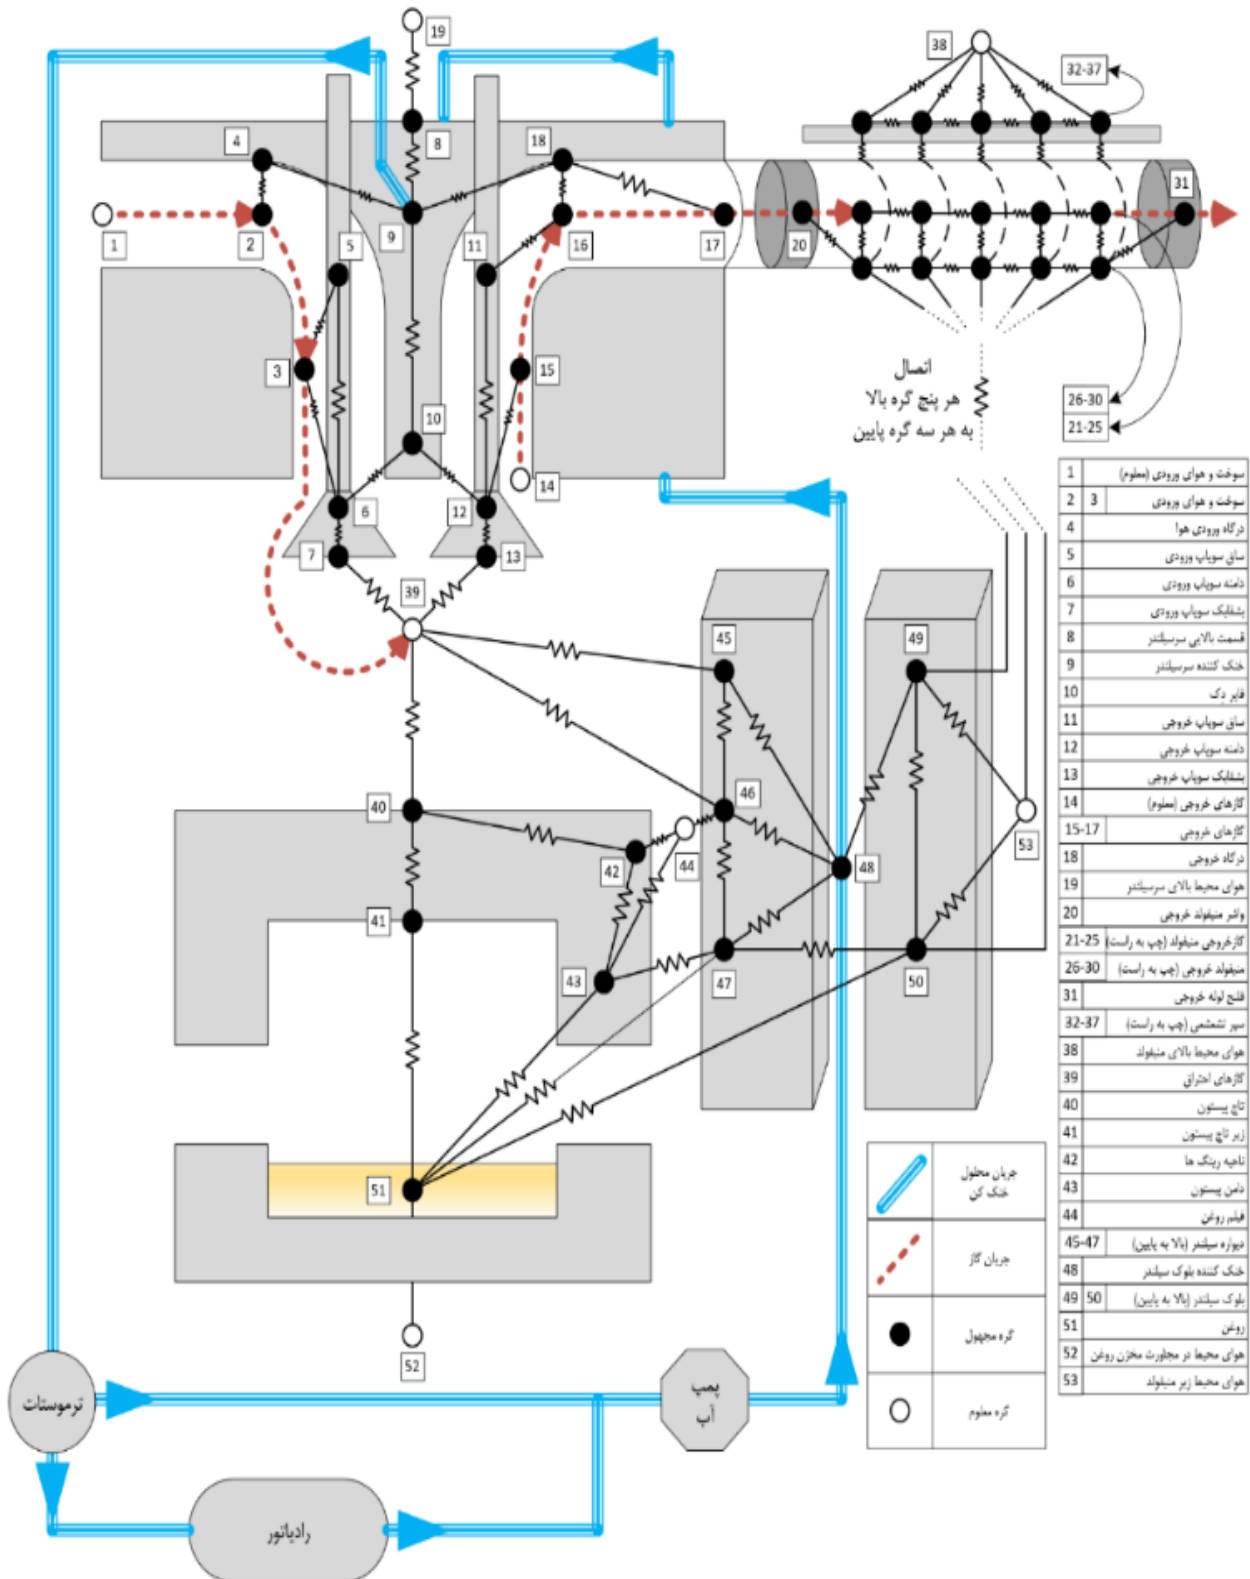 19
38
32-37
4
8
18
31
1
2
5
9
11
16
17
20
3
15
اتصال
هر پنج گره بالا
به هر سه گره پایین
26-30
21-25
10
14
6
12
7
13
39
45
49
40
46
53
42
44
48
41
43
47
50
51
52
1 سوخت و هوای ورودی (معلوم)
2 3 سوخت و هوای ورودی
4 درگاه ورودی هوا
5 ساق سوپاپ ورودی
6 دامنه سوپاپ ورودی
7 بشقابک سوپاپ ورودی
8 قسمت بالایی سرسیلندر
9 خنک کننده سرسیلندر
10 فایر دک
11 ساق سوپاپ خروجی
12 دامنه سوپاپ خروجی
13 بشقابک سوپاپ خروجی
14 گازهای خروجی (معلوم)
15-17 گازهای خروجی
18 درگاه خروجی
19 هوای محیط بالای سرسیلندر
20 واشر منیفولد خروجی
21-25 گازخروجی منیفولد (چپ به راست)
26-30 منیفولد خروجی (چپ به راست)
31 فلنج لوله خروجی
32-37 سپر تشعشعی (چپ به راست)
38 هوای محیط بالای منیفولد
39 گازهای احتراق
40 تاج پیستون
41 زیر تاج پیستون
42 ناحیه رینگ ها
43 دامن پیستون
44 فیلم روغن
45-47 دیواره سیلندر (بالا به پایین)
48 خنک کننده بلوک سیلندر
49 50 بلوک سیلندر (بالا به پایین)
51 روغن
52 هوای محیط در مجاورت مخزن روغن
53 هوای محیط زیر منیفولد
جریان محلول
خنک کن
جریان گاز
گره مجهول
گره معلوم
ترموستات
پمپ
آب
رادیاتور